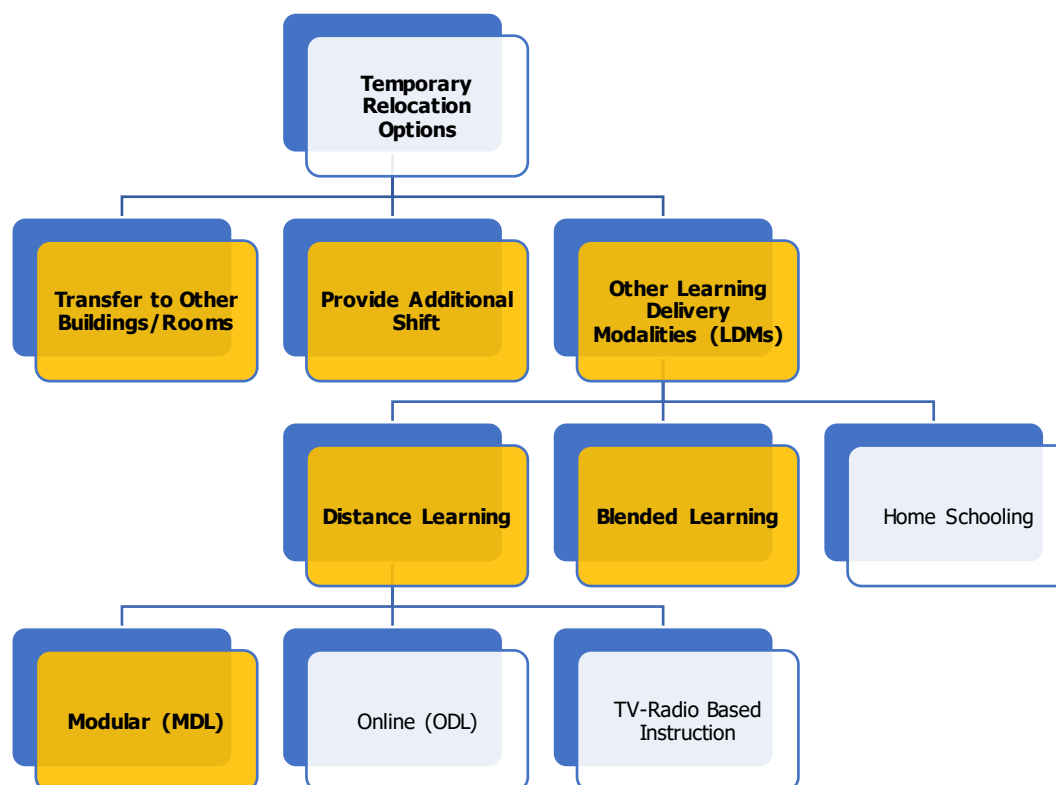 Temporary
Relocation
Options
Transfer to Other
Buildings/Rooms
Provide Additional
Shift
Other Learning
Delivery
Modalities (LDMs)
Distance Learning
Blended Learning
Home Schooling
Modular (MDL)
Online (ODL)
TV-Radio Based
Instruction